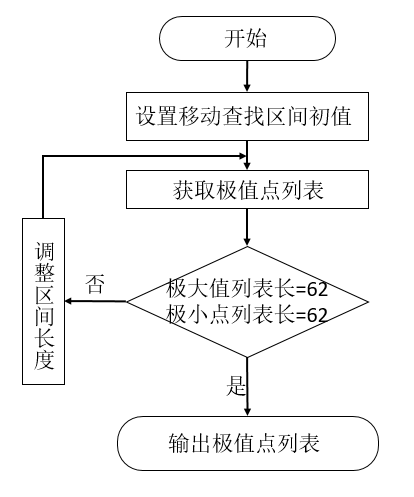 开始
设置移动查找区间初值
获取极值点列表
极大值列表长=62
极小点列表长=62
否
调整区间长度
是
输出极值点列表